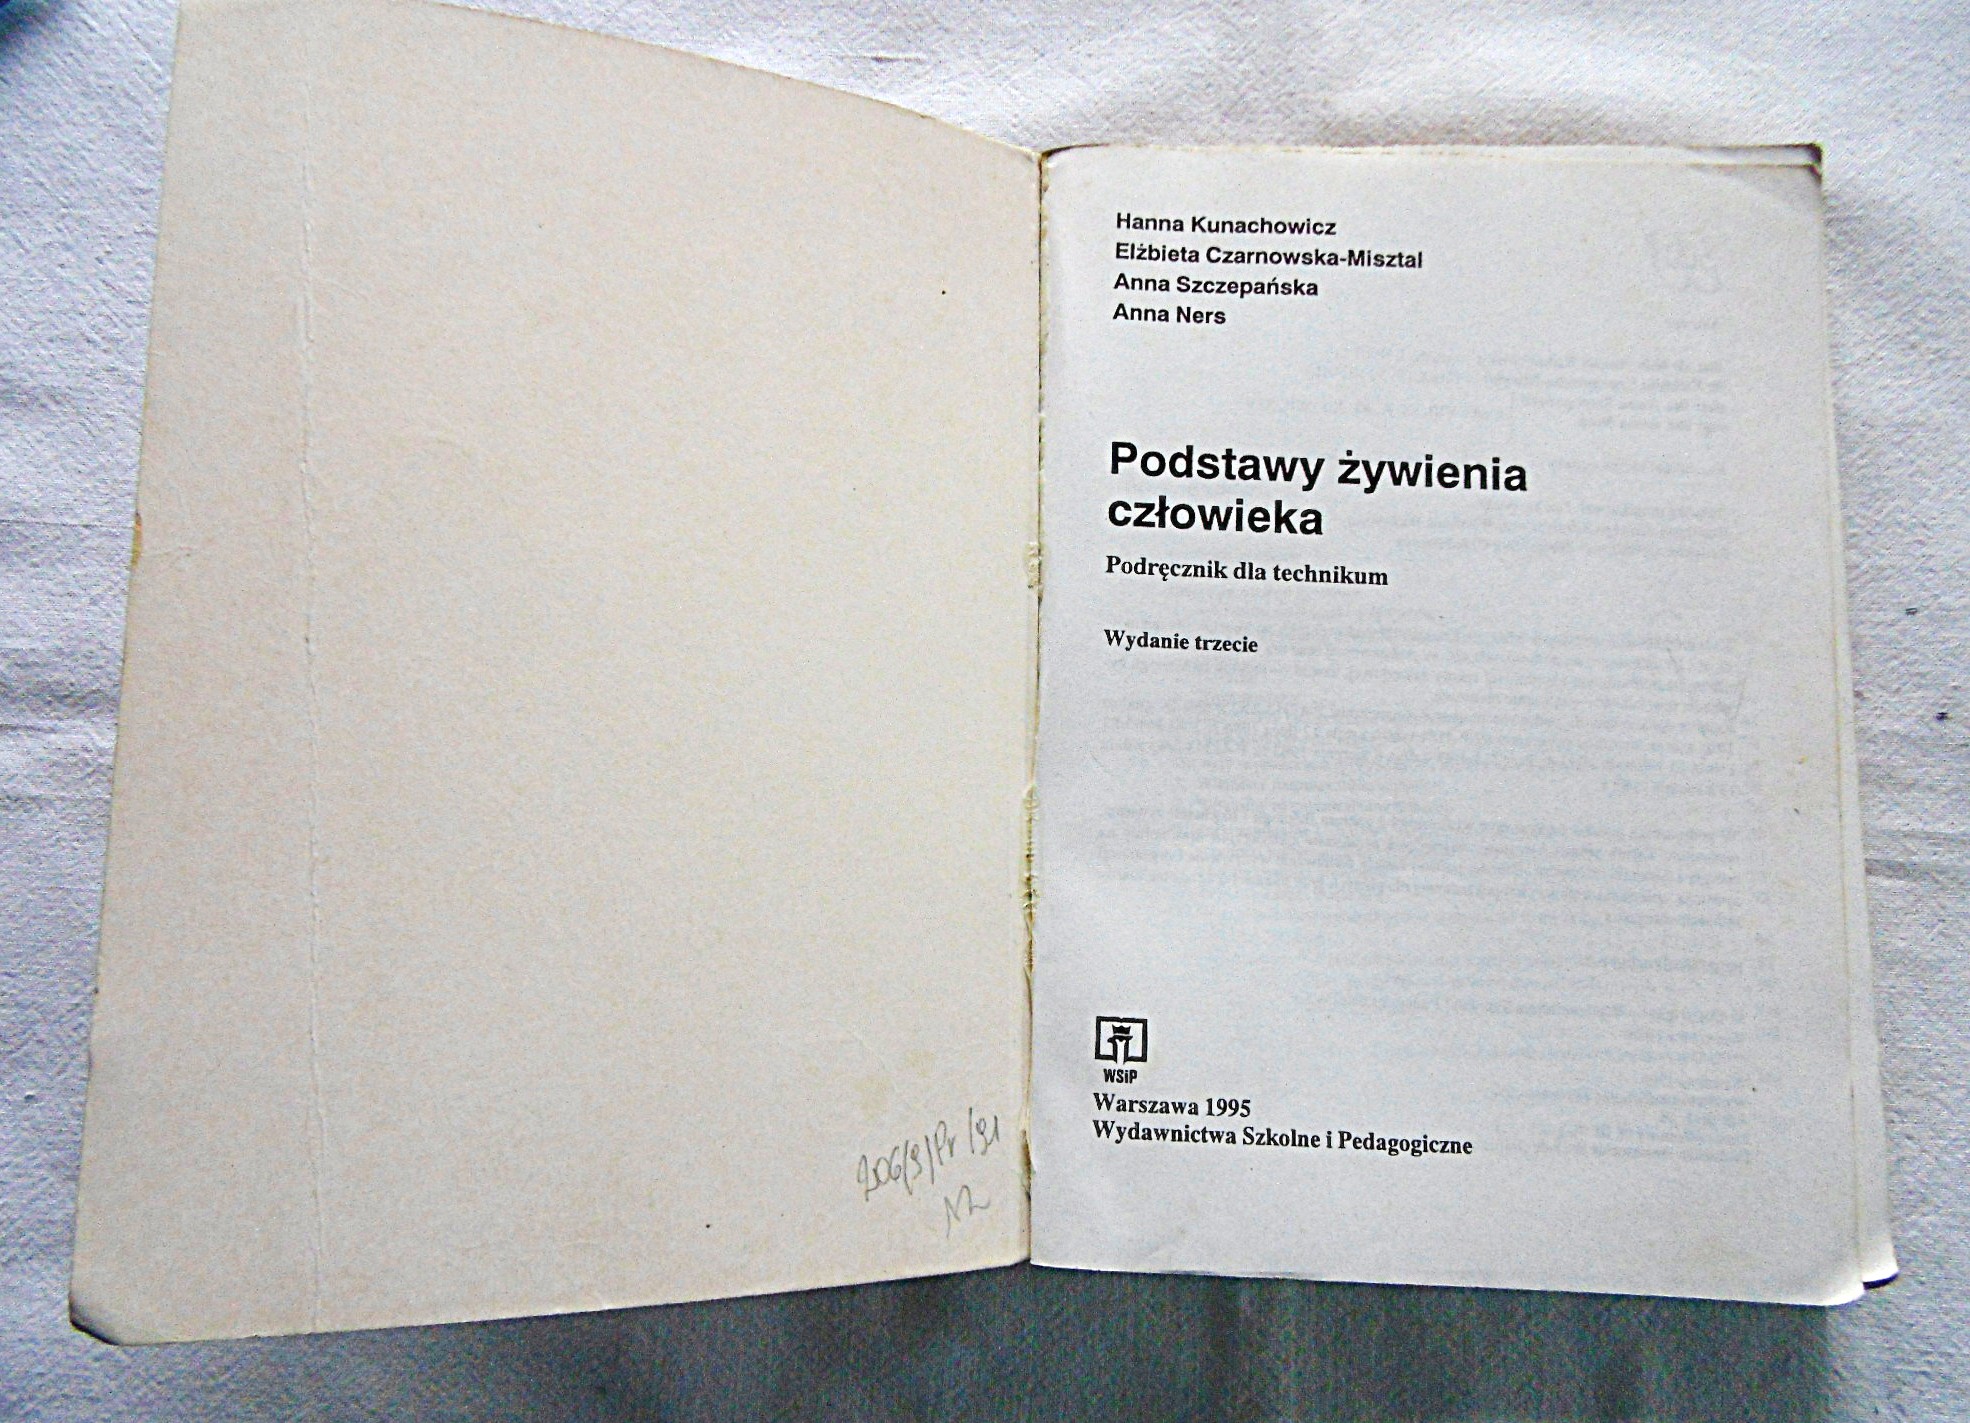 Hanna Kunachowicz
Elżbieta Czarnowska-Misztal
Anna Szczepańska
Anna Ners
Podstawy żywienia
człowieka
Podręcznik dla technikum
Wydanie trzecie
WSiP
Warszawa 1995
Wydawnictwa Szkolne i Pedagogiczne